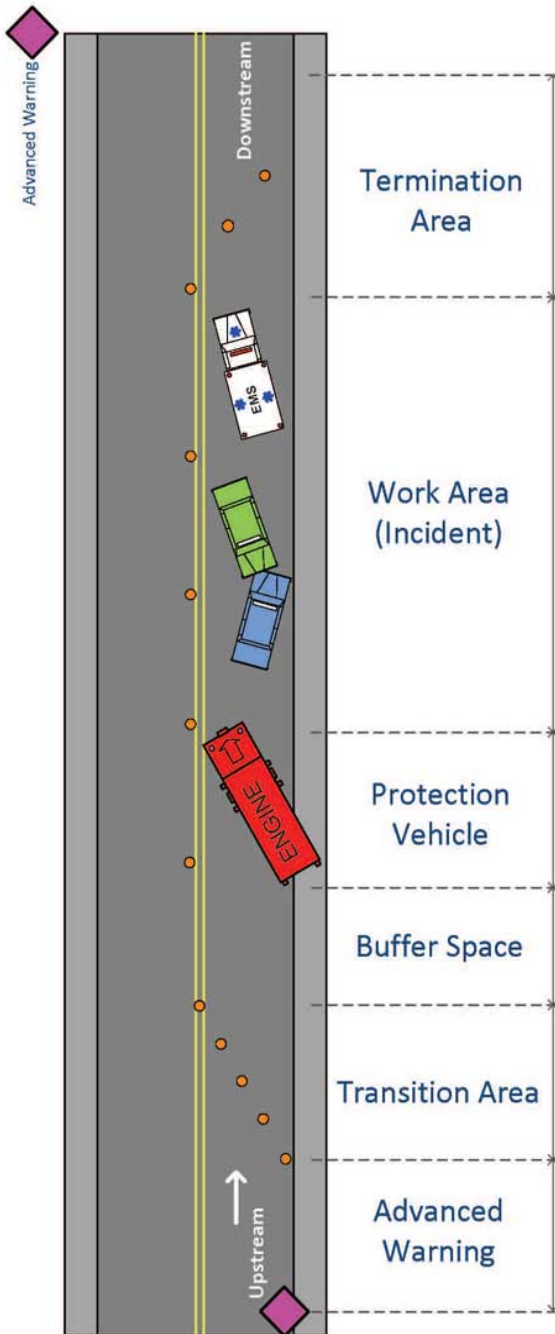 Advanced Warning
Downstream
Termination
Area
EMS
Work Area
(Incident)
ENGINE
Protection
Vehicle
Buffer Space
Transition Area
Upstream
Advanced
Warning